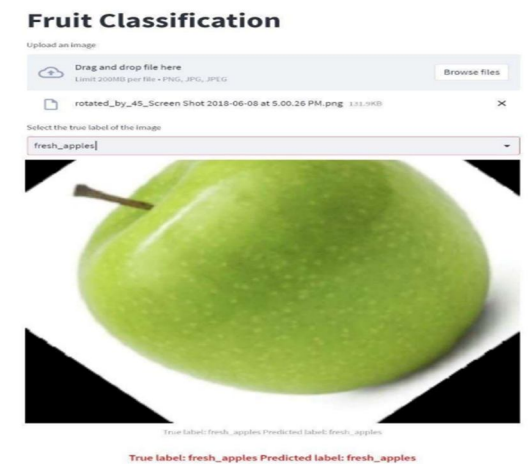 Fruit Classification
Upload an image
Drag and drop file here
Limit 200MB per file • PNG, JPG, JPEG
Browse files
rotated_by_45_Screen Shot 2018-06-08 at 5.00.26 PM.png 131.9KB
Select the true label of the image
fresh_apples
True label: fresh_apples Predicted label: fresh_apples
True label: fresh_apples Predicted label: fresh_apples